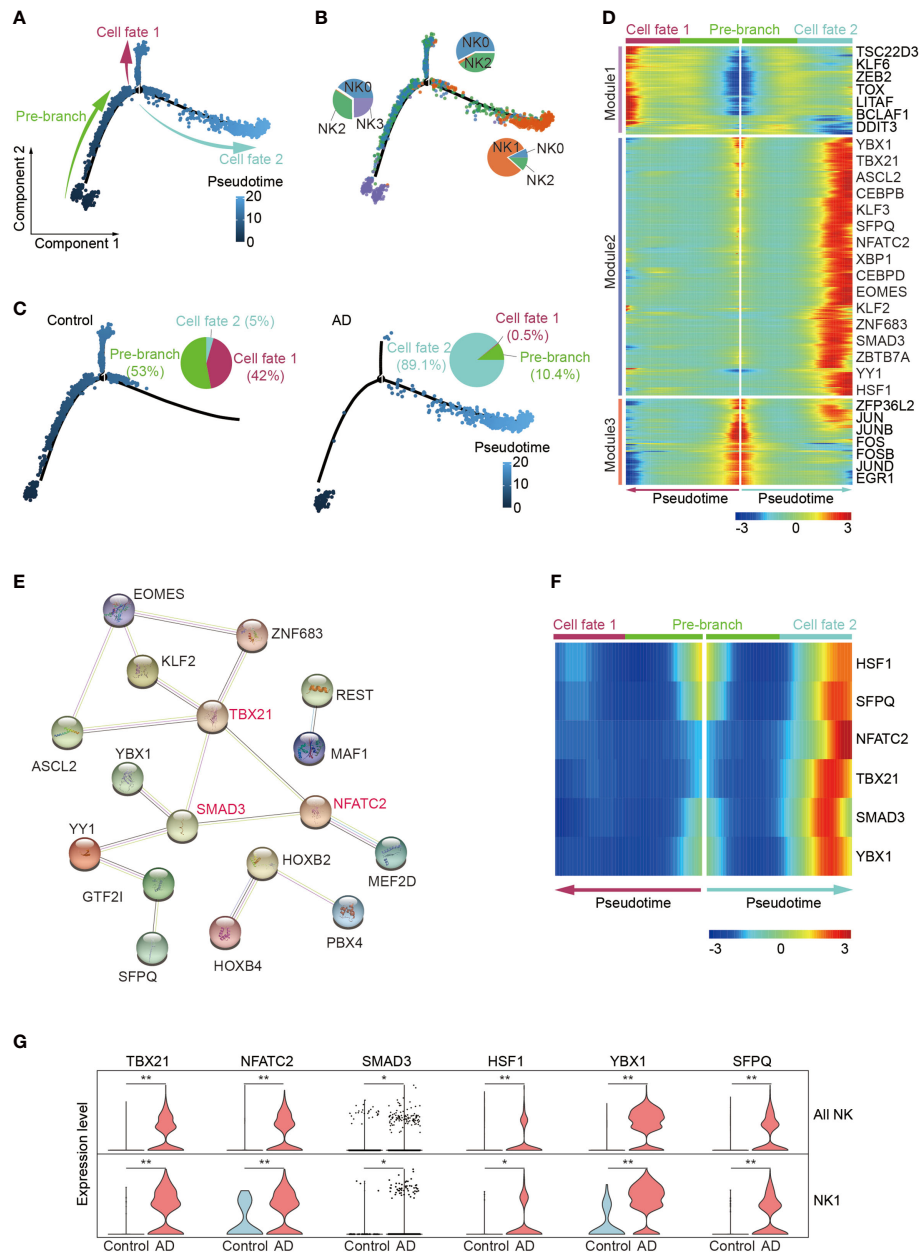 A
Cell fate 1
Pre-branch
Cell fate 2
Component 2
Component 1
Pseudotime
20
10
0
B
NK0
NK2
NK0
NK3
NK2
NK1
NK0
NK2
C
Control
Cell fate 2 (5%)
Pre-branch
(53%)
Cell fate 1
(42%)
AD
Cell fate 1
(0.5%)
Cell fate 2
(89.1%)
Pre-branch
(10.4%)
Pseudotime
20
10
0
D
Cell fate 1 Pre-branch Cell fate 2
Module1
TSC22D3
KLF6
ZEB2
TOX
LITAF
BCLAF1
DDIT3
Module2
YBX1
TBX21
ASCL2
CEBPB
KLF3
SFPQ
NFATC2
XBP1
CEBPD
EOMES
KLF2
ZNF683
SMAD3
ZBTB7A
YY1
HSF1
Module3
ZFP36L2
JUN
JUNB
FOS
FOSB
JUND
EGR1
Pseudotime Pseudotime
-3 0 3
E
EOMES
ZNF683
KLF2
REST
TBX21
ASCL2
MAF1
YBX1
SMAD3
NFATC2
YY1
HOXB2
MEF2D
GTF2I
PBX4
HOXB4
SFPQ
F
Cell fate 1 Pre-branch Cell fate 2
HSF1
SFPQ
NFATC2
TBX21
SMAD3
YBX1
Pseudotime Pseudotime
-3 0 3
G
TBX21 NFATC2 SMAD3 HSF1 YBX1 SFPQ
Expression level
** ** * ** ** **
All NK
** ** * * ** **
NK1
Control AD Control AD Control AD Control AD Control AD Control AD